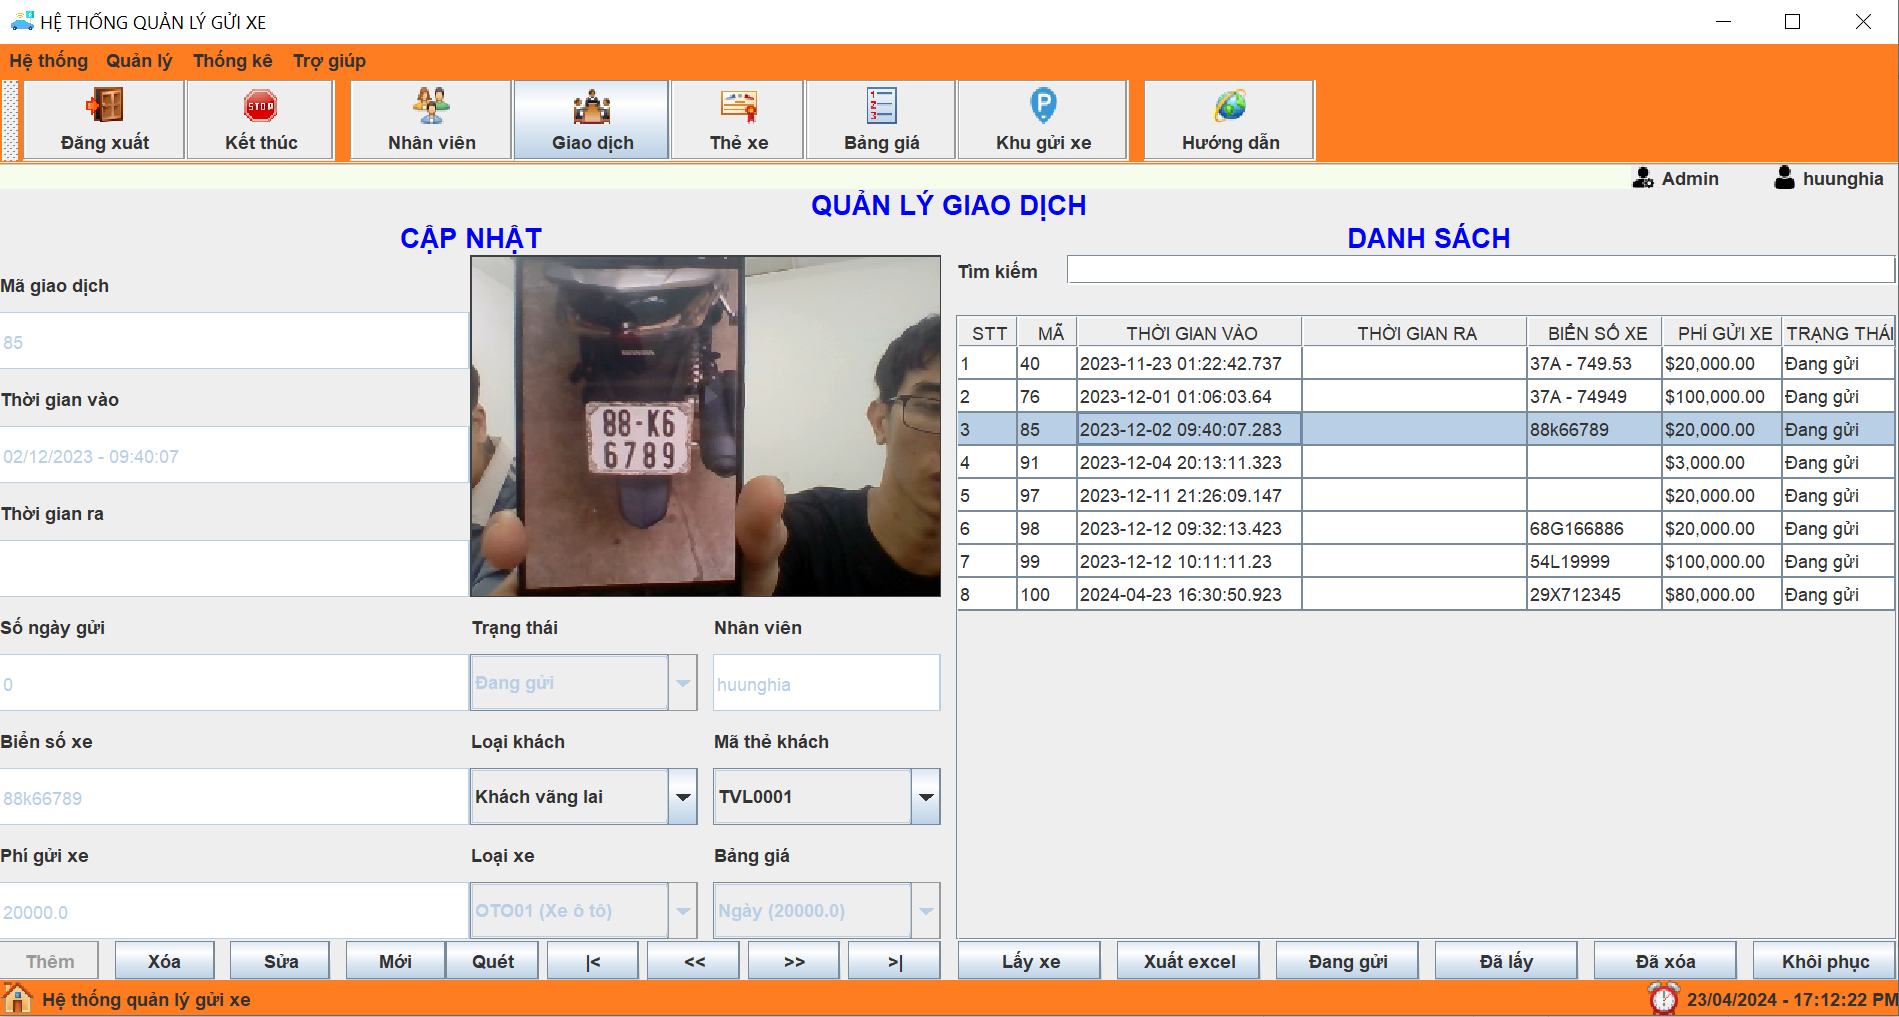 HỆ THỐNG QUẢN LÝ GỬI XE
Hệ thống Quản lý Thống kê Trợ giúp
Đăng xuất
STOP
Kết thúc
Nhân viên
Giao dịch
Thẻ xe
1 2 3
Bảng giá
P
Khu gửi xe
Hướng dẫn
Admin huunghia
QUẢN LÝ GIAO DỊCH
CẬP NHẬT
Mã giao dịch
85
Thời gian vào
02/12/2023 - 09:40:07
Thời gian ra
HONDA
88-K6
6789
Số ngày gửi
0
Trạng thái
Đang gửi
Nhân viên
huunghia
Biển số xe
88k66789
Loại khách
Khách vãng lai
Mã thẻ khách
TVL0001
Phí gửi xe
20000.0
Loại xe
OTO01 (Xe ô tô)
Bảng giá
Ngày (20000.0)
Thêm Xóa Sửa Mới Quét |< << >> >|
DANH SÁCH
Tìm kiếm
STT MÃ THỜI GIAN VÀO THỜI GIAN RA BIỂN SỐ XE PHÍ GỬI XE TRẠNG THÁI
1 40 2023-11-23 01:22:42.737 37A - 749.53 $20,000.00 Đang gửi
2 76 2023-12-01 01:06:03.64 37A - 74949 $100,000.00 Đang gửi
3 85 2023-12-02 09:40:07.283 88k66789 $20,000.00 Đang gửi
4 91 2023-12-04 20:13:11.323 $3,000.00 Đang gửi
5 97 2023-12-11 21:26:09.147 $20,000.00 Đang gửi
6 98 2023-12-12 09:32:13.423 68G166886 $20,000.00 Đang gửi
7 99 2023-12-12 10:11:11.23 54L19999 $100,000.00 Đang gửi
8 100 2024-04-23 16:30:50.923 29X712345 $80,000.00 Đang gửi
Lấy xe Xuất excel Đang gửi Đã lấy Đã xóa Khôi phục
Hệ thống quản lý gửi xe
23/04/2024 - 17:12:22 PM